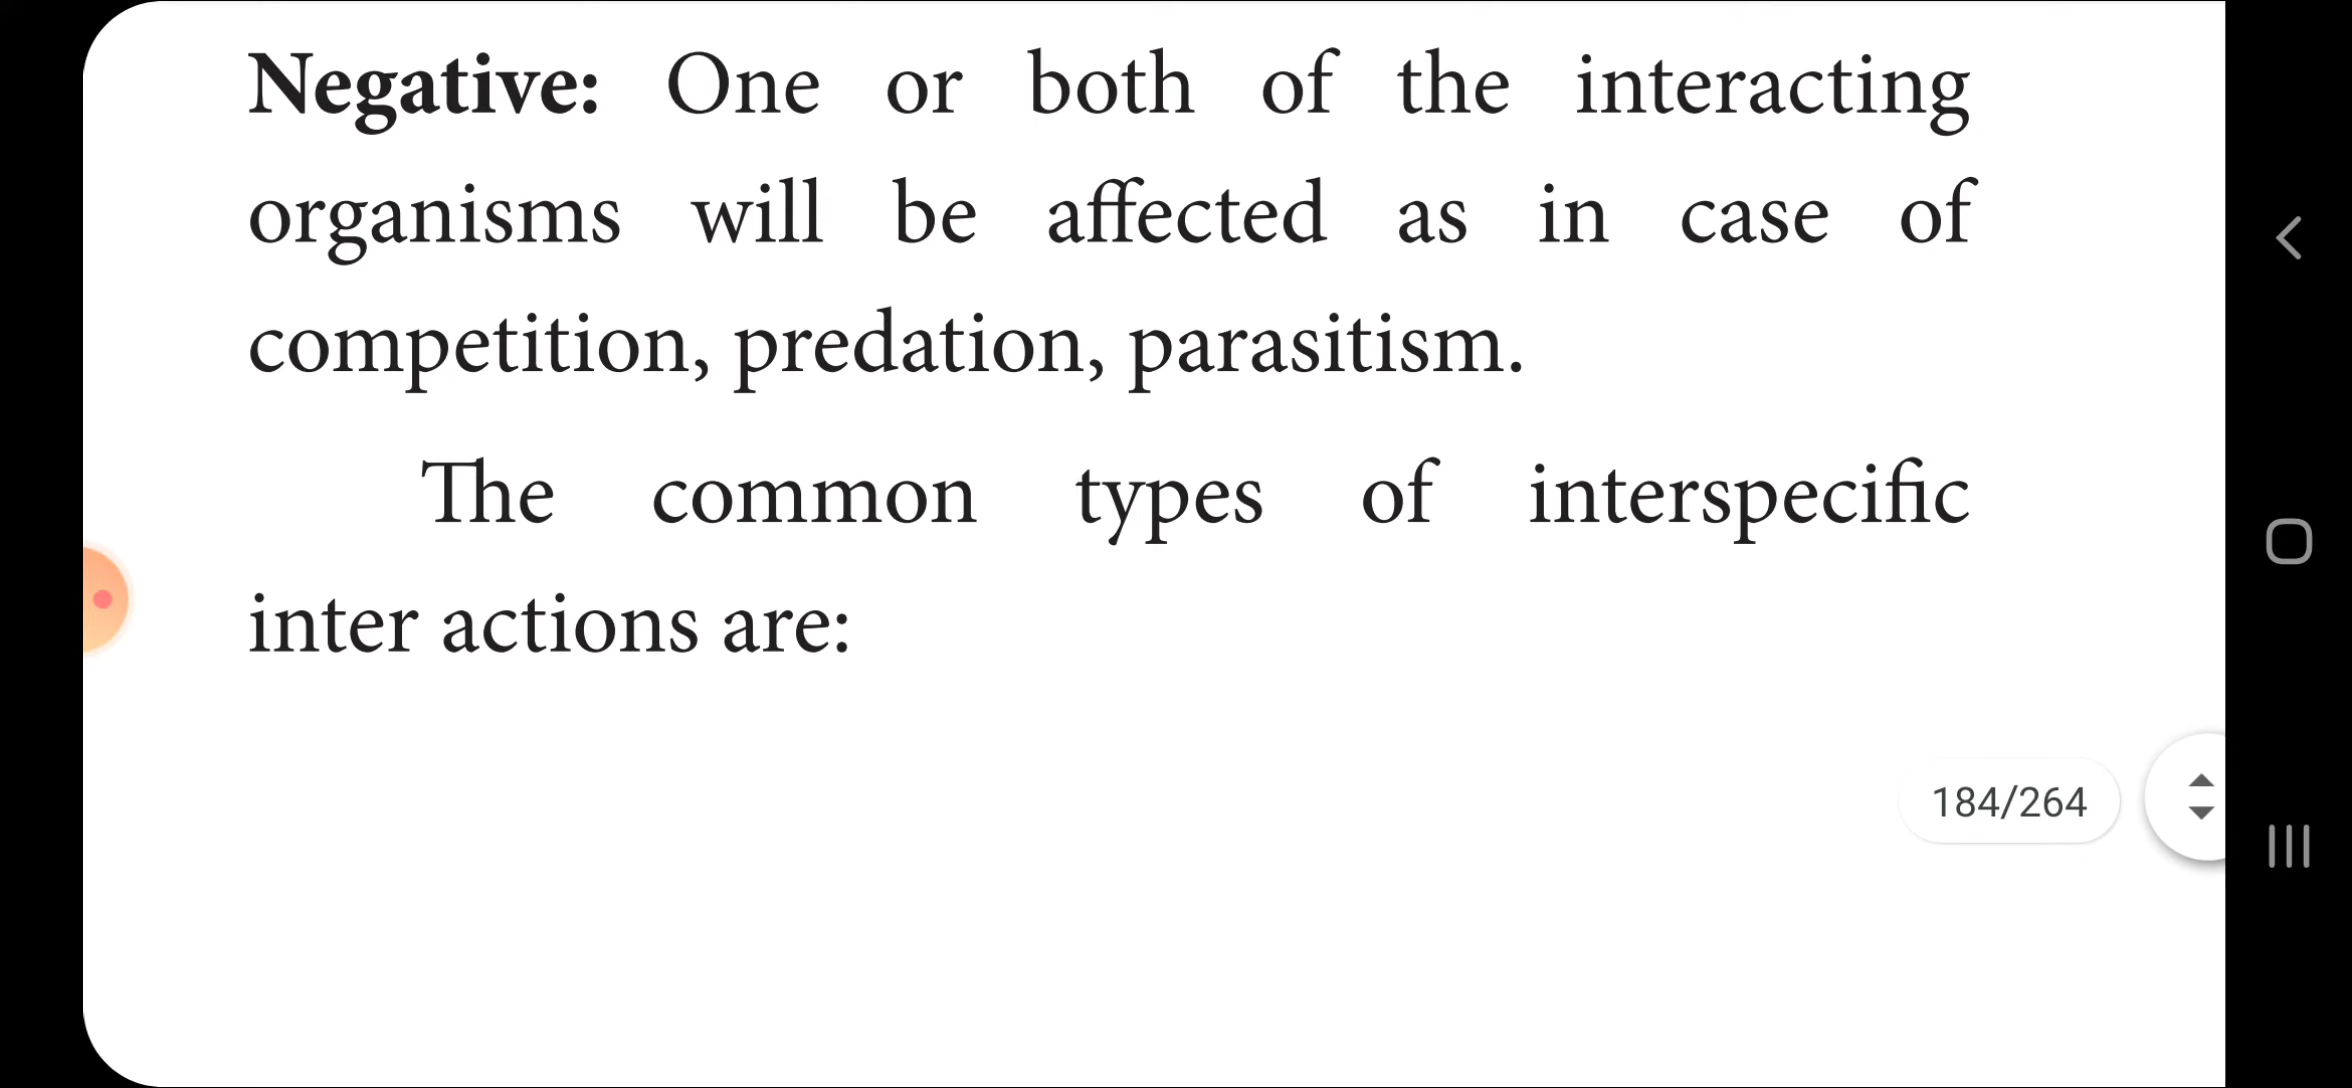 Negative: One or both of the interacting
organisms will be affected as in case of
competition, predation, parasitism.
The common types of interspecific
inter actions are:
184/264